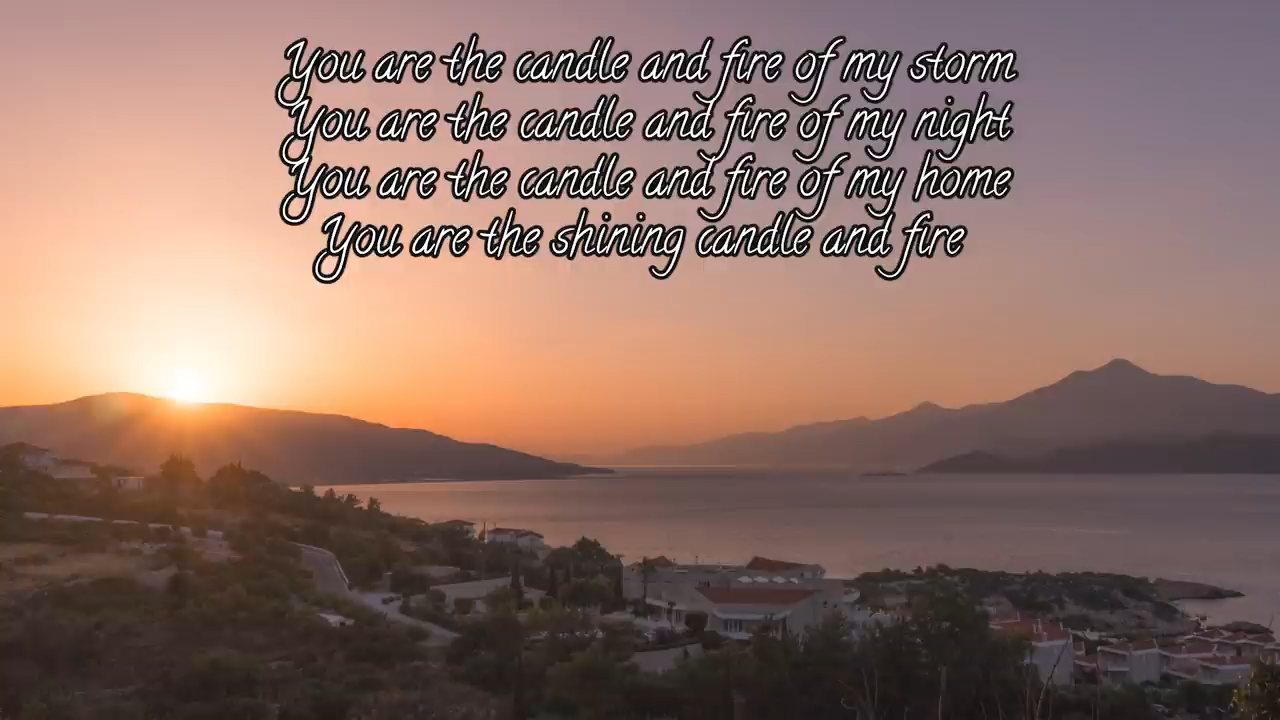 You are the candle and fire of my storm
You are the candle and fire of my night
You are the candle and fire of my home
You are the shining candle and fire